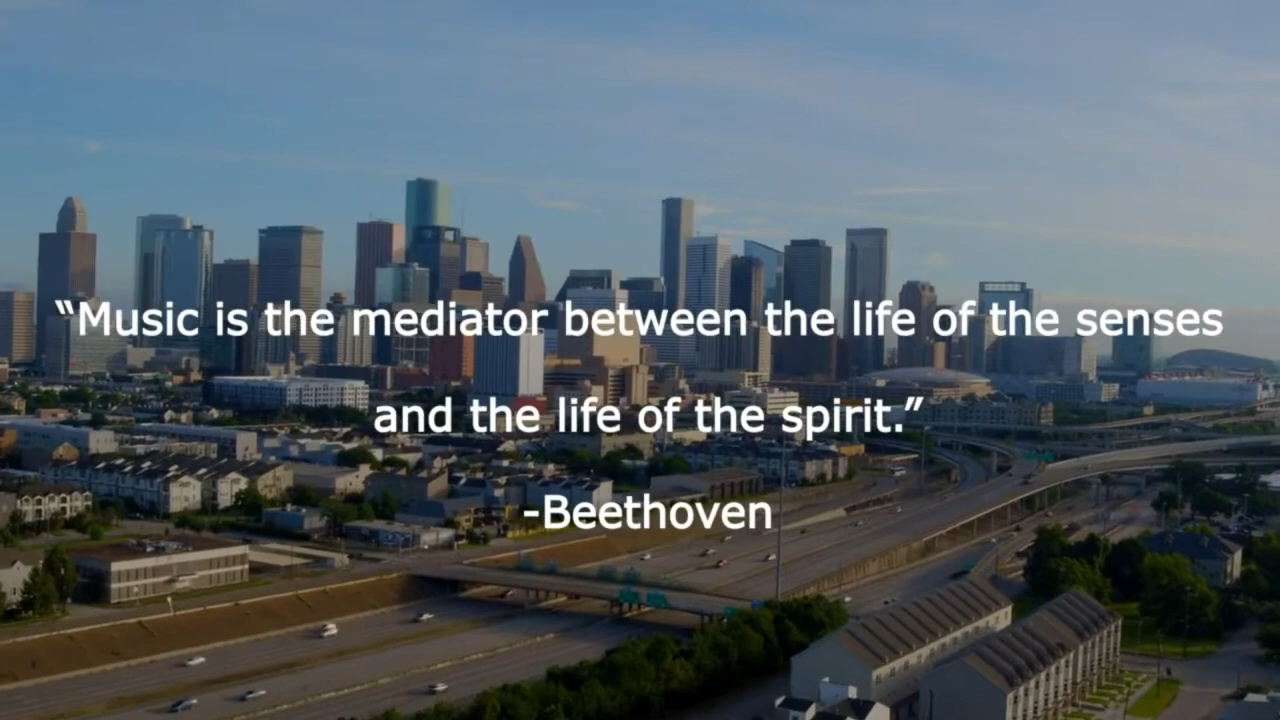 “Music is the mediator between the life of the senses
and the life of the spirit.”
-Beethoven